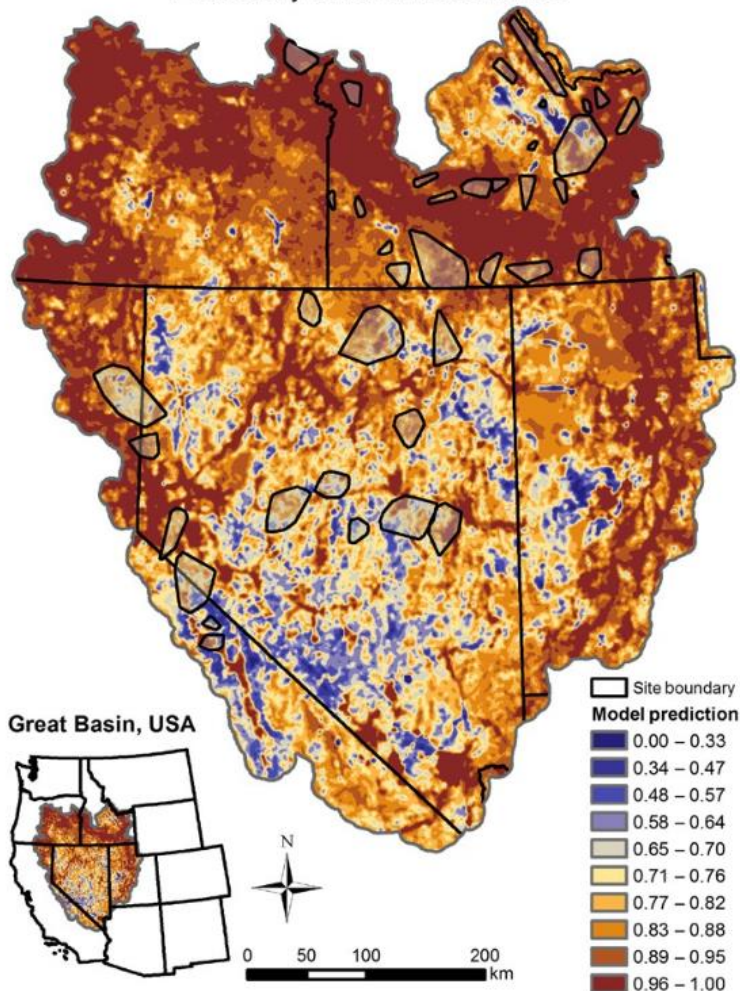 Site boundary
Model prediction
0.00 – 0.33
0.34 – 0.47
0.48 – 0.57
0.58 – 0.64
0.65 – 0.70
0.71 – 0.76
0.77 – 0.82
0.83 – 0.88
0.89 – 0.95
0.96 – 1.00
Great Basin, USA
N
0 50 100 200
km